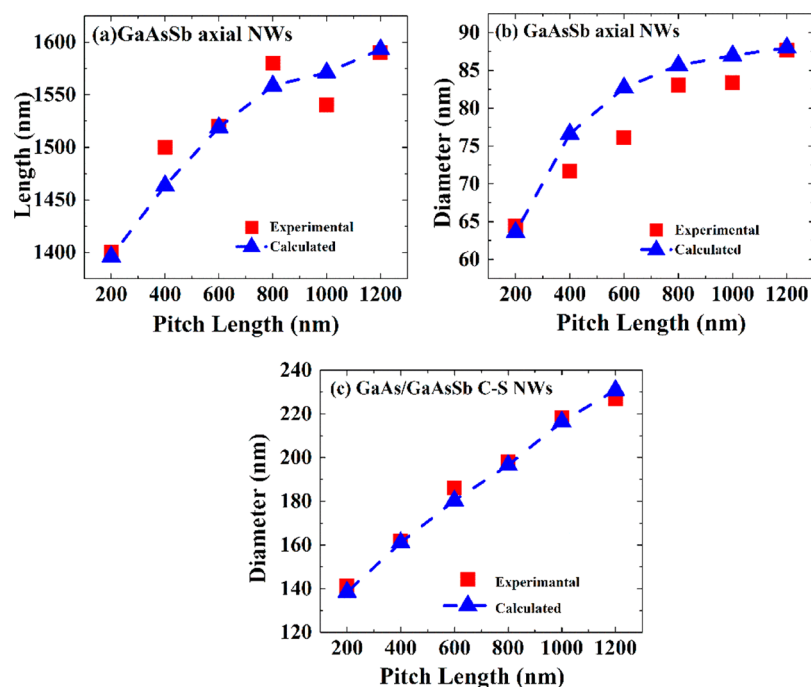 (a)GaAsSb axial NWs
1600
1550
1500
1450
1400
Length (nm)
Experimental
Calculated
200 400 600 800 1000 1200
Pitch Length (nm)
(b) GaAsSb axial NWs
90
85
80
75
70
65
60
Diameter (nm)
Experimental
Calculated
200 400 600 800 1000 1200
Pitch Length (nm)
(c) GaAs/GaAsSb C-S NWs
240
220
200
180
160
140
120
Diameter (nm)
Experimantal
Calculated
200 400 600 800 1000 1200
Pitch Length (nm)